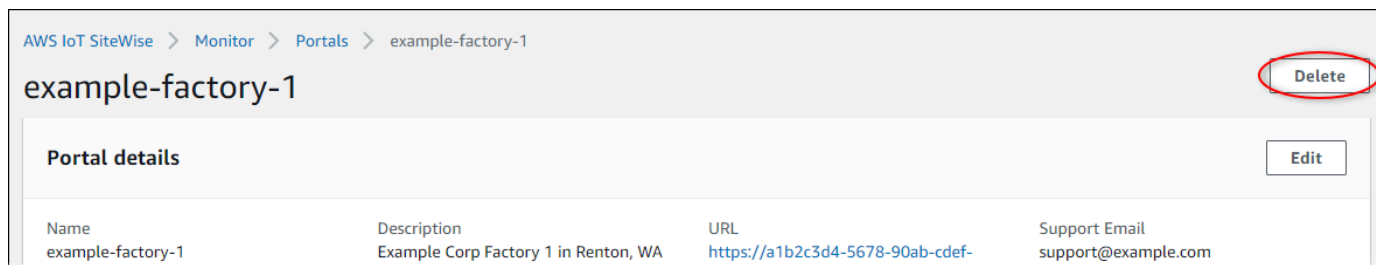 AWS IoT SiteWise > Monitor > Portals > example-factory-1
example-factory-1
Delete
Portal details
Edit
Name
Description
URL
Support Email
example-factory-1
Example Corp Factory 1 in Renton, WA
https://a1b2c3d4-5678-90ab-cdef-
support@example.com